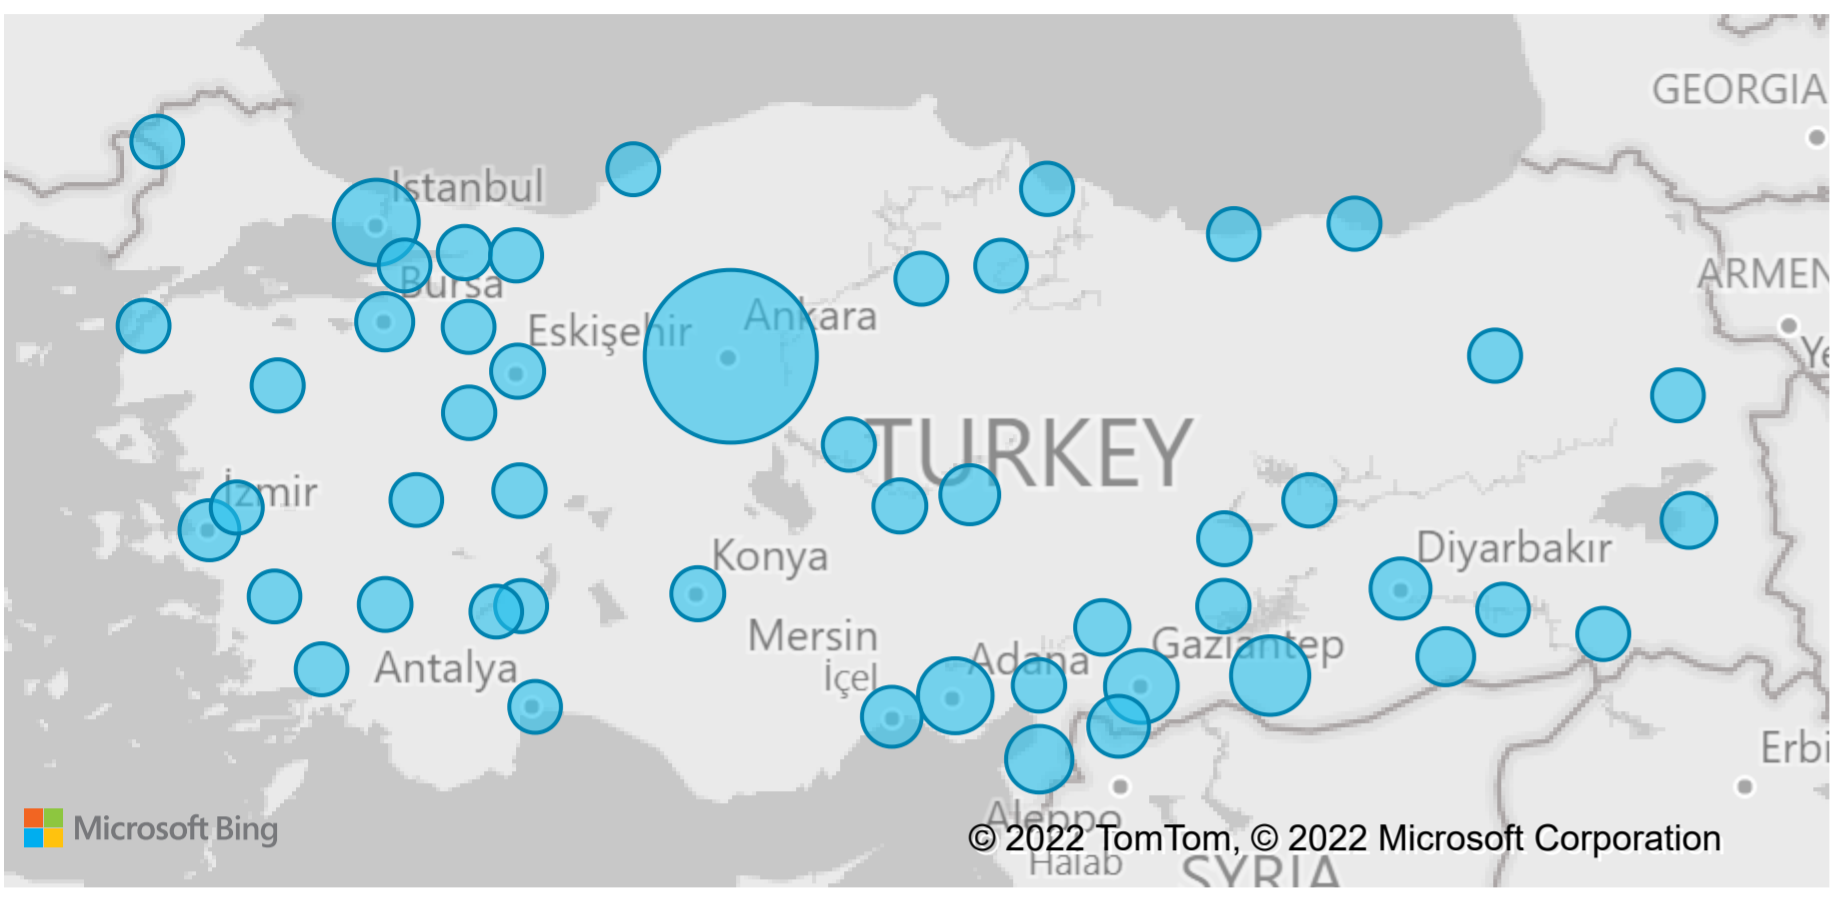 GEORGIA
Istanbul
ARMEN
Bursa
Ankara
Eskişehir
Ye
TURKEY
İzmir
Diyarbakır
Konya
Mersin
İçel
Gaziantep
Adana
Antalya
Erbi
Microsoft Bing
Aleppo
© 2022 TomTom, © 2022 Microsoft Corporation
Halab
SYRIA